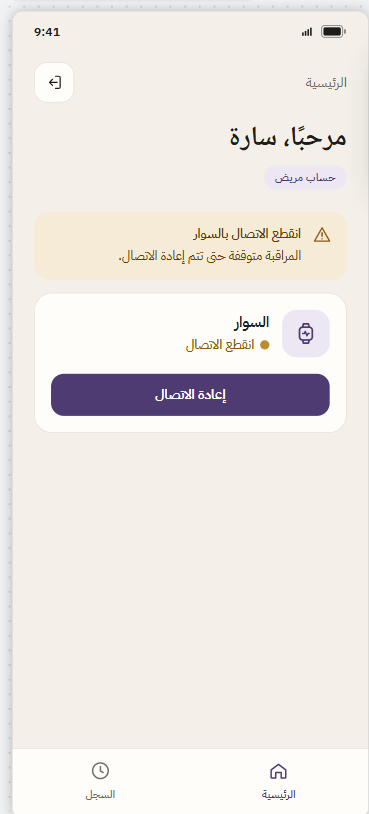 9:41
الرئيسية
مرحبًا، سارة
حساب مريض
انقطع الاتصال بالسوار
المراقبة متوقفة حتى تتم إعادة الاتصال.
السوار
انقطع الاتصال
إعادة الاتصال
الرئيسية
السجل